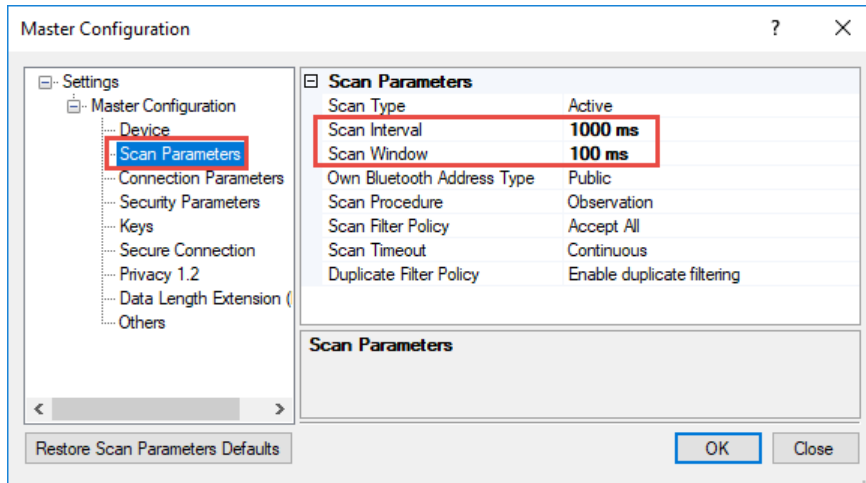 Master Configuration
? X
Settings
Master Configuration
Device
Scan Parameters
Connection Parameters
Security Parameters
Keys
Secure Connection
Privacy 1.2
Data Length Extension (
Others
Scan Parameters
Scan Type Active
Scan Interval 1000 ms
Scan Window 100 ms
Own Bluetooth Address Type Public
Scan Procedure Observation
Scan Filter Policy Accept All
Scan Timeout Continuous
Duplicate Filter Policy Enable duplicate filtering
Scan Parameters
Restore Scan Parameters Defaults
OK
Close